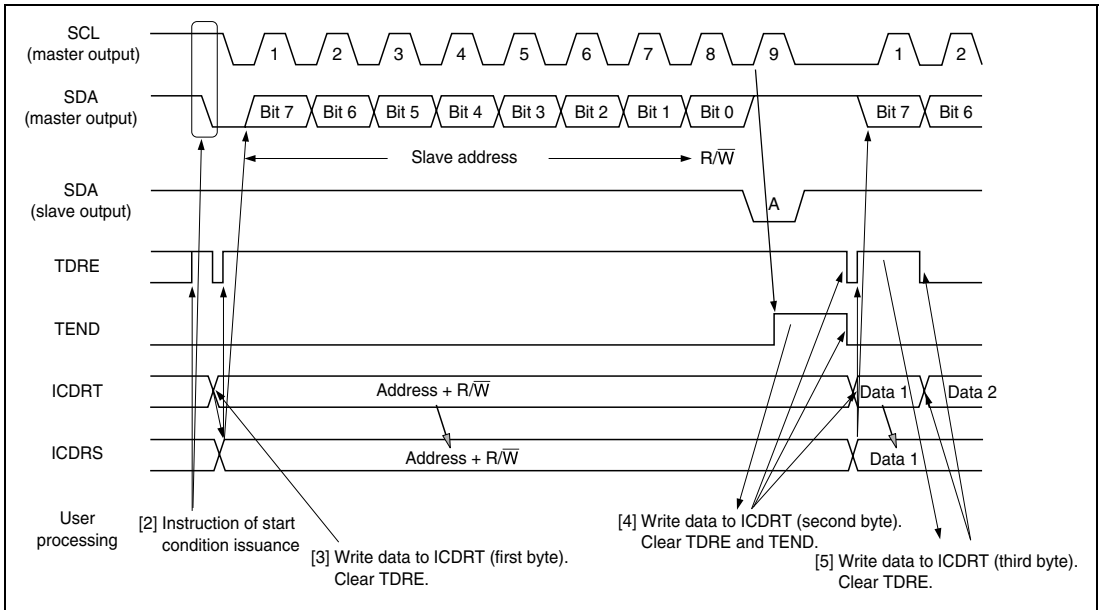 SCL
(master output)
1 2 3 4 5 6 7 8 9 1 2
SDA
(master output)
Bit 7 Bit 6 Bit 5 Bit 4 Bit 3 Bit 2 Bit 1 Bit 0 Bit 7 Bit 6
Slave address R/W̅
SDA
(slave output)
A
TDRE
TEND
ICDRT
Address + R/W̅ Data 1 Data 2
ICDRS
Address + R/W̅ Data 1
User
processing
[2] Instruction of start
condition issuance
[3] Write data to ICDRT (first byte).
Clear TDRE.
[4] Write data to ICDRT (second byte).
Clear TDRE and TEND.
[5] Write data to ICDRT (third byte).
Clear TDRE.